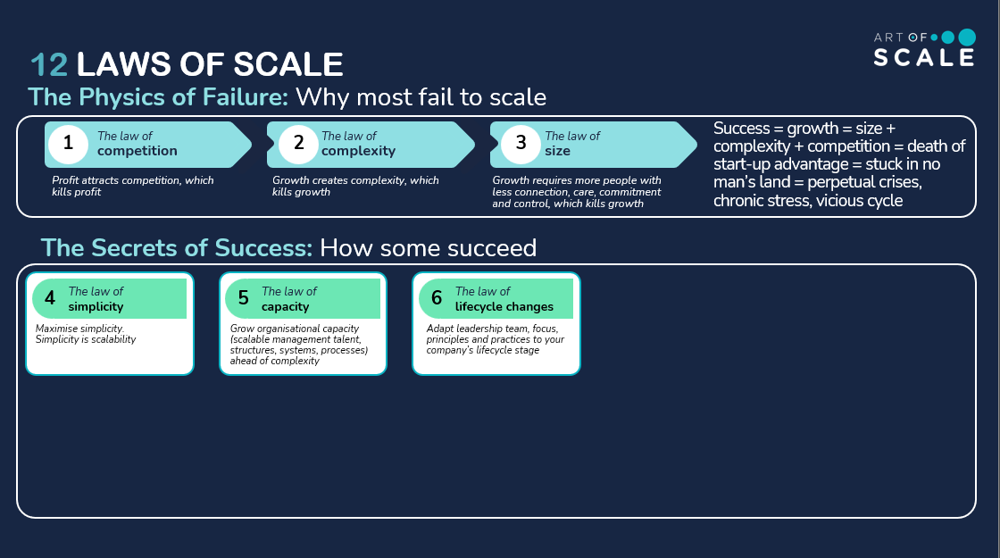 ART OF
SCALE
12 LAWS OF SCALE
The Physics of Failure: Why most fail to scale
1
The law of
competition
Profit attracts competition, which
kills profit
2
The law of
complexity
Growth creates complexity, which
kills growth
3
The law of
size
Growth requires more people with
less connection, care, commitment
and control, which kills growth
Success = growth = size +
complexity + competition = death of
start-up advantage = stuck in no
man's land = perpetual crises,
chronic stress, vicious cycle
The Secrets of Success: How some succeed
4
The law of
simplicity
Maximise simplicity.
Simplicity is scalability
5
The law of
capacity
Grow organisational capacity
(scalable management talent,
structures, systems, processes)
ahead of complexity
6
The law of
lifecycle changes
Adapt leadership team, focus,
principles and practices to your
company's lifecycle stage